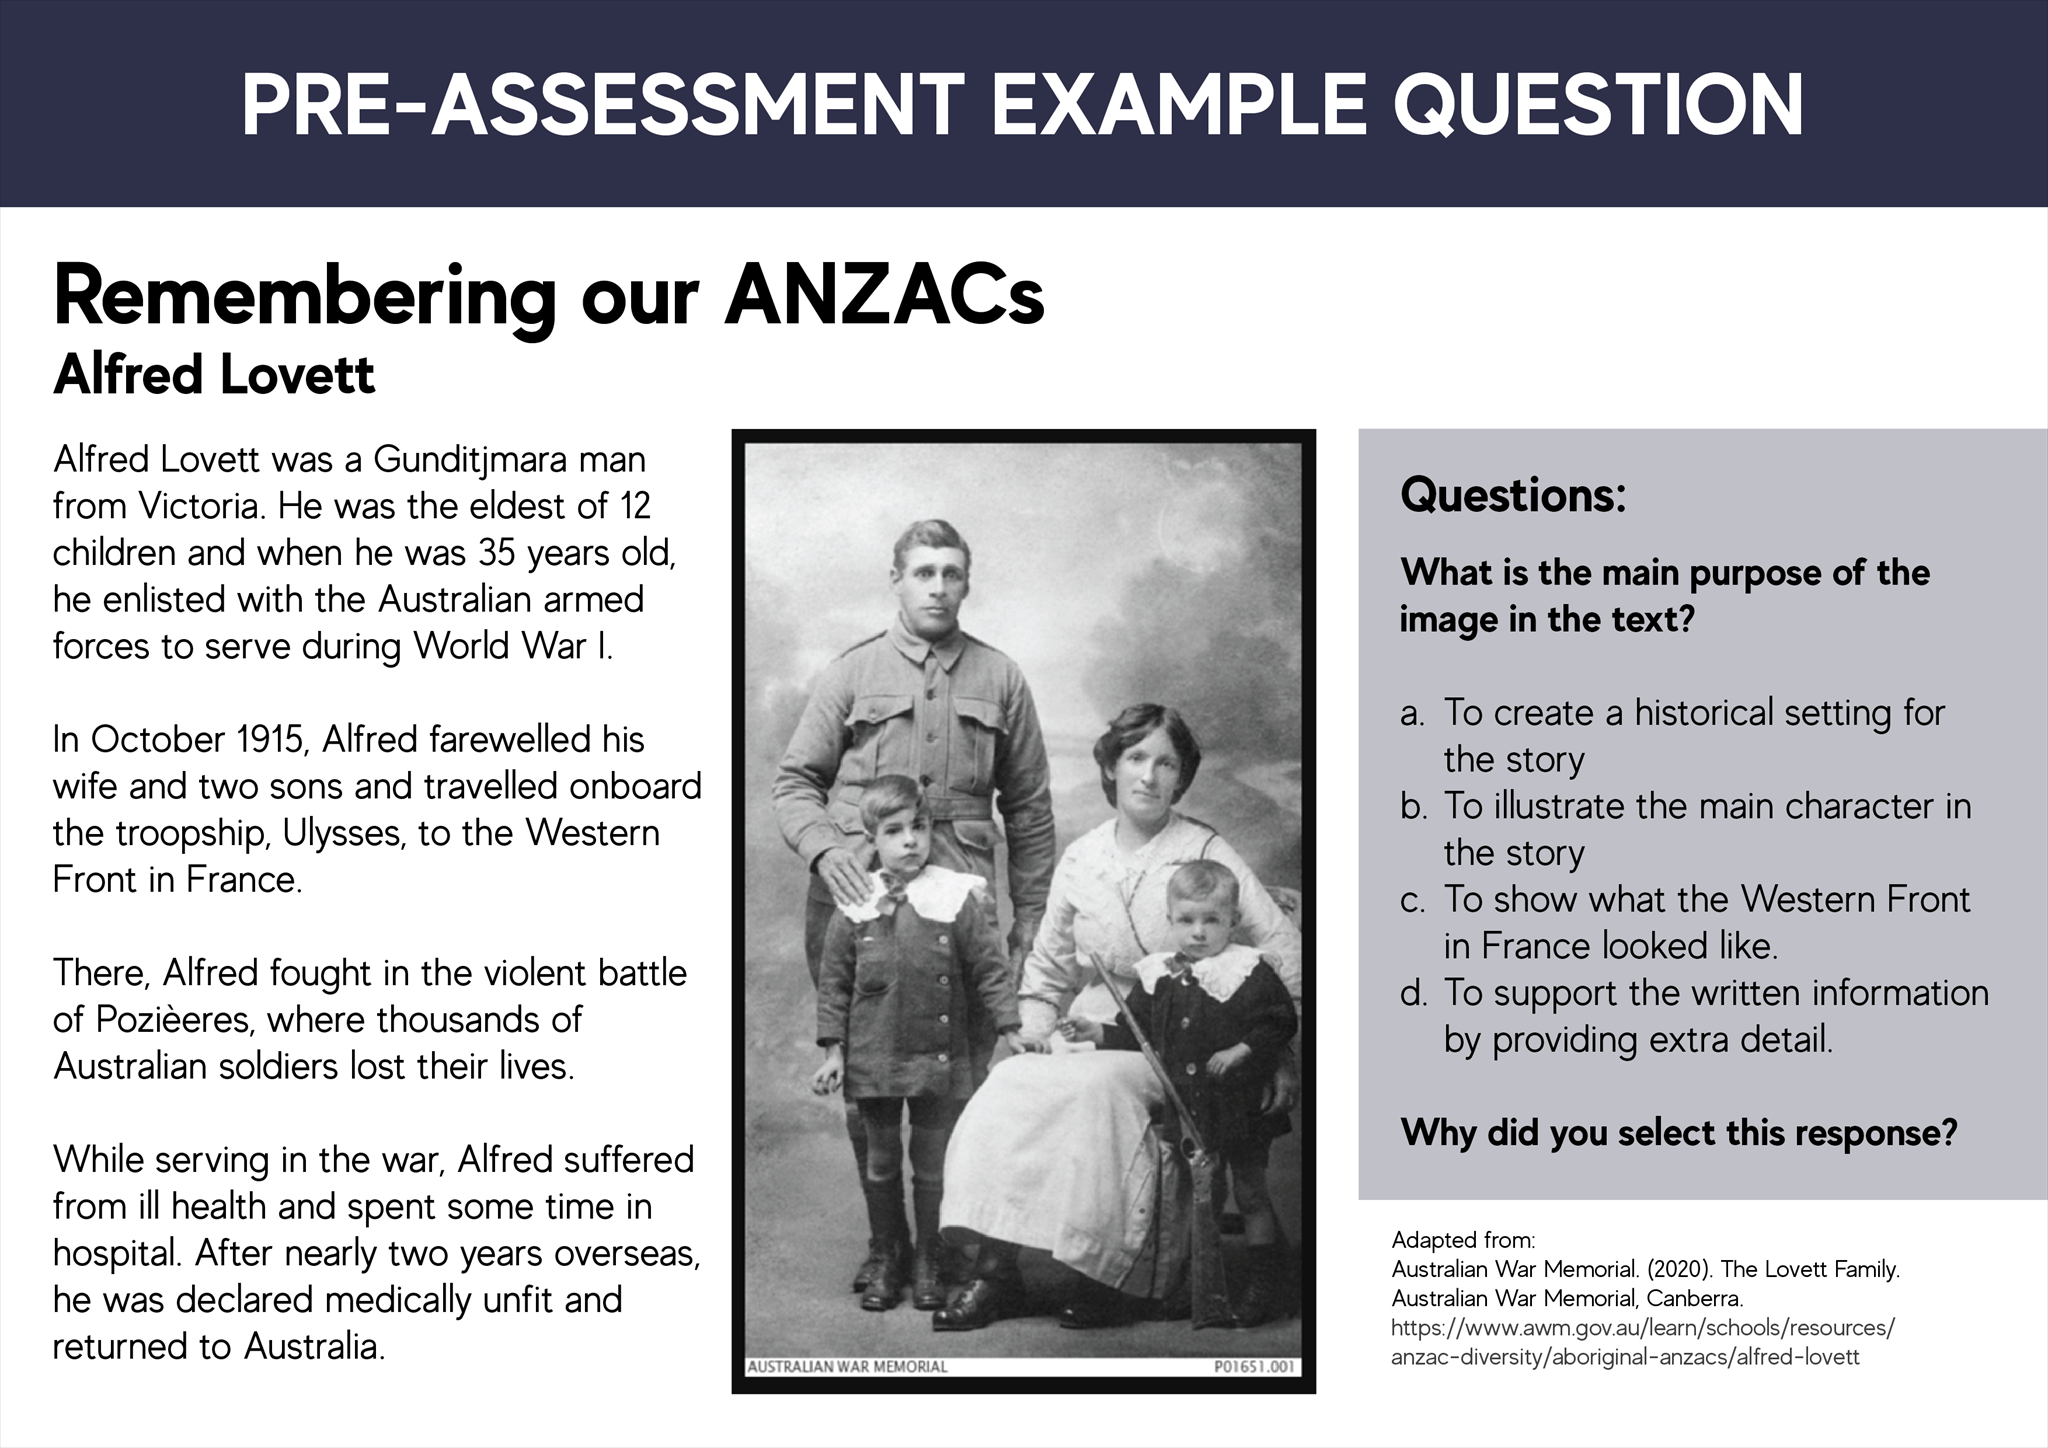 PRE-ASSESSMENT EXAMPLE QUESTION
Remembering our ANZACs
Alfred Lovett
Alfred Lovett was a Gunditjmara man
from Victoria. He was the eldest of 12
children and when he was 35 years old,
he enlisted with the Australian armed
forces to serve during World War I.
In October 1915, Alfred farewelled his
wife and two sons and travelled onboard
the troopship, Ulysses, to the Western
Front in France.
There, Alfred fought in the violent battle
of Pozièeres, where thousands of
Australian soldiers lost their lives.
While serving in the war, Alfred suffered
from ill health and spent some time in
hospital. After nearly two years overseas,
he was declared medically unfit and
returned to Australia.
AUSTRALIAN WAR MEMORIAL P01651.001
Questions:
What is the main purpose of the
image in the text?
a. To create a historical setting for
the story
b. To illustrate the main character in
the story
c. To show what the Western Front
in France looked like.
d. To support the written information
by providing extra detail.
Why did you select this response?
Adapted from:
Australian War Memorial. (2020). The Lovett Family.
Australian War Memorial, Canberra.
https://www.awm.gov.au/learn/schools/resources/
anzac-diversity/aboriginal-anzacs/alfred-lovett